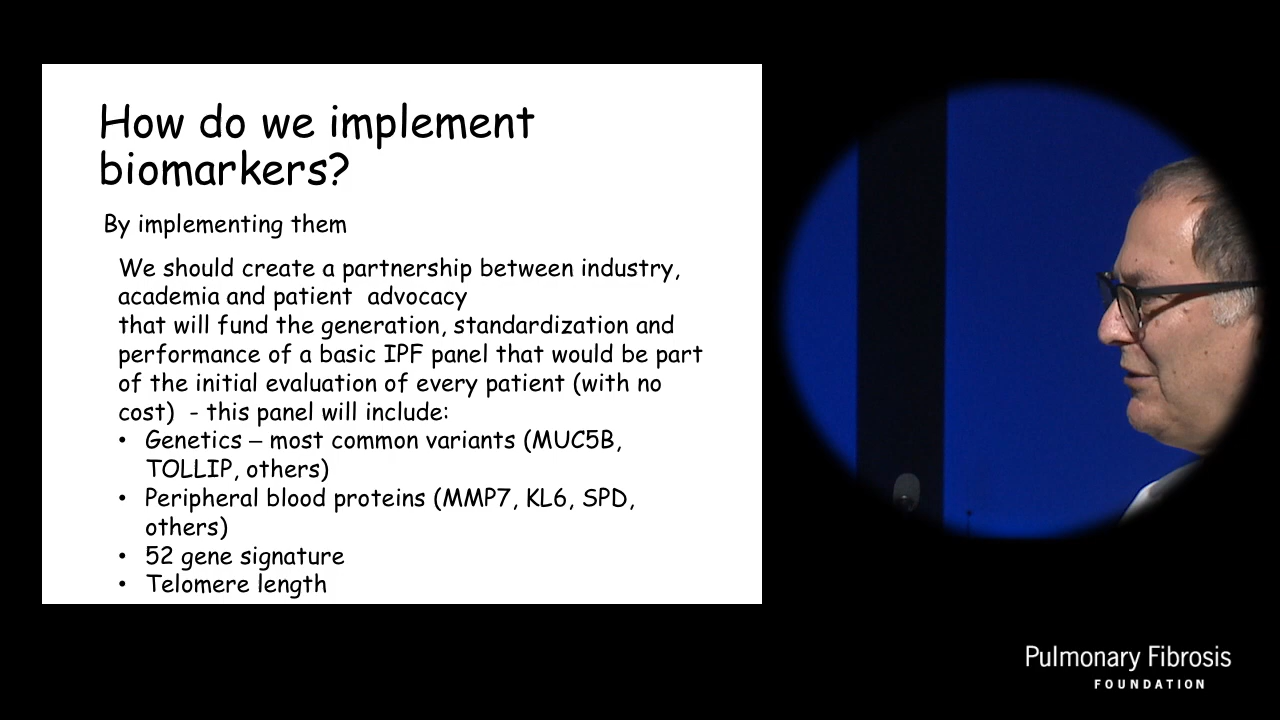 How do we implement
biomarkers?
By implementing them
We should create a partnership between industry,
academia and patient  advocacy
that will fund the generation, standardization and
performance of a basic IPF panel that would be part
of the initial evaluation of every patient (with no
cost)  - this panel will include:
• Genetics – most common variants (MUC5B,
TOLLIP, others)
• Peripheral blood proteins (MMP7, KL6, SPD,
others)
• 52 gene signature
• Telomere length
Pulmonary Fibrosis
FOUNDATION